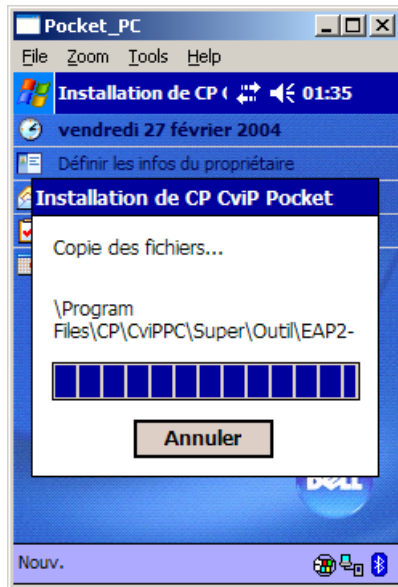 Pocket_PC
File Zoom Tools Help
Installation de CP ( 01:35
vendredi 27 février 2004
Définir les infos du propriétaire
Installation de CP CviP Pocket
Copie des fichiers...
\Program
Files\CP\CviPPC\Super\Outil\EAP2-
Annuler
DELL
Nouv.